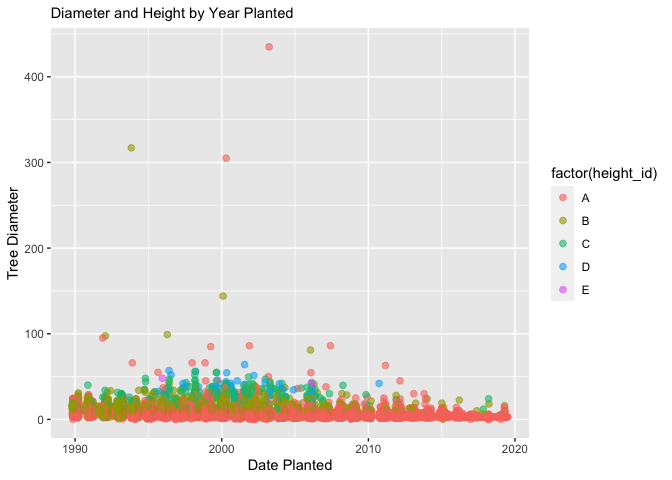 Diameter and Height by Year Planted
Tree Diameter
400
300
200
100
0
1990
2000
2010
2020
Date Planted
factor(height_id)
A
B
C
D
E